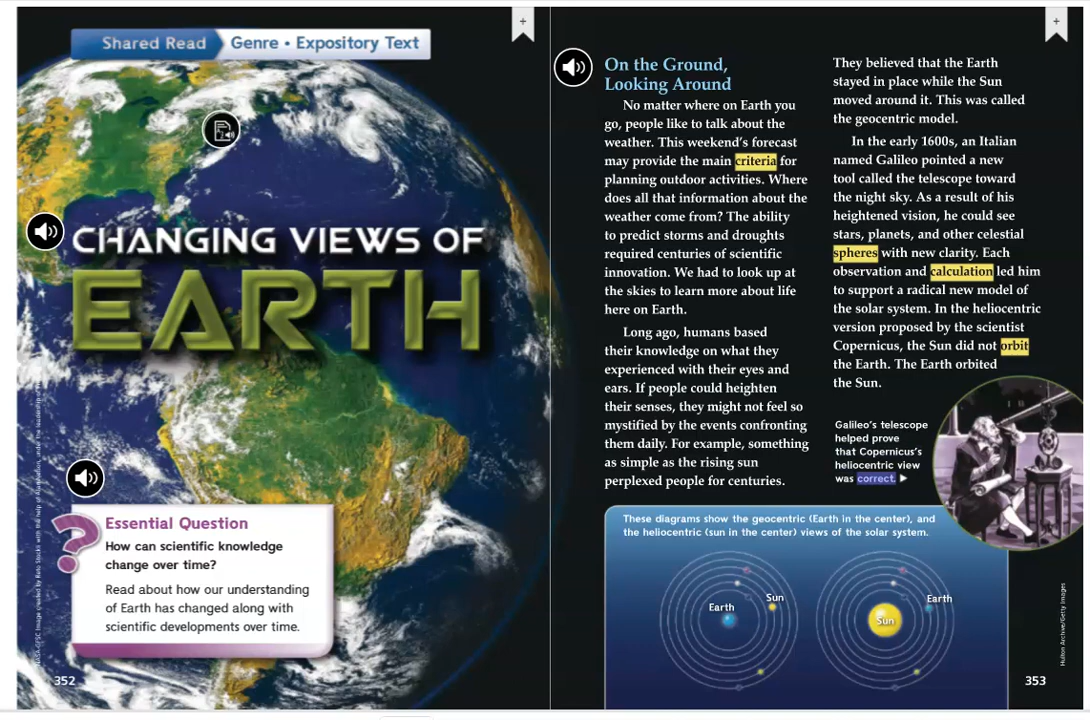 Shared Read Genre • Expository Text
CHANGING VIEWS OF
EARTH
Essential Question
How can scientific knowledge
change over time?
Read about how our understanding
of Earth has changed along with
scientific developments over time.
352
On the Ground,
Looking Around
No matter where on Earth you
go, people like to talk about the
weather. This weekend's forecast
may provide the main criteria for
planning outdoor activities. Where
does all that information about the
weather come from? The ability
to predict storms and droughts
required centuries of scientific
innovation. We had to look up at
the skies to learn more about life
here on Earth.
Long ago, humans based
their knowledge on what they
experienced with their eyes and
ears. If people could heighten
their senses, they might not feel so
mystified by the events confronting
them daily. For example, something
as simple as the rising sun
perplexed people for centuries.
They believed that the Earth
stayed in place while the Sun
moved around it. This was called
the geocentric model.
In the early 1600s, an Italian
named Galileo pointed a new
tool called the telescope toward
the night sky. As a result of his
heightened vision, he could see
stars, planets, and other celestial
spheres with new clarity. Each
observation and calculation led him
to support a radical new model of
the solar system. In the heliocentric
version proposed by the scientist
Copernicus, the Sun did not orbit
the Earth. The Earth orbited
the Sun.
Galileo's telescope
helped prove
that Copernicus's
heliocentric view
was correct. ▶
These diagrams show the geocentric (Earth in the center), and
the heliocentric (sun in the center) views of the solar system.
Earth
Sun
Sun
Earth
Hulton Archive/Getty Images
353